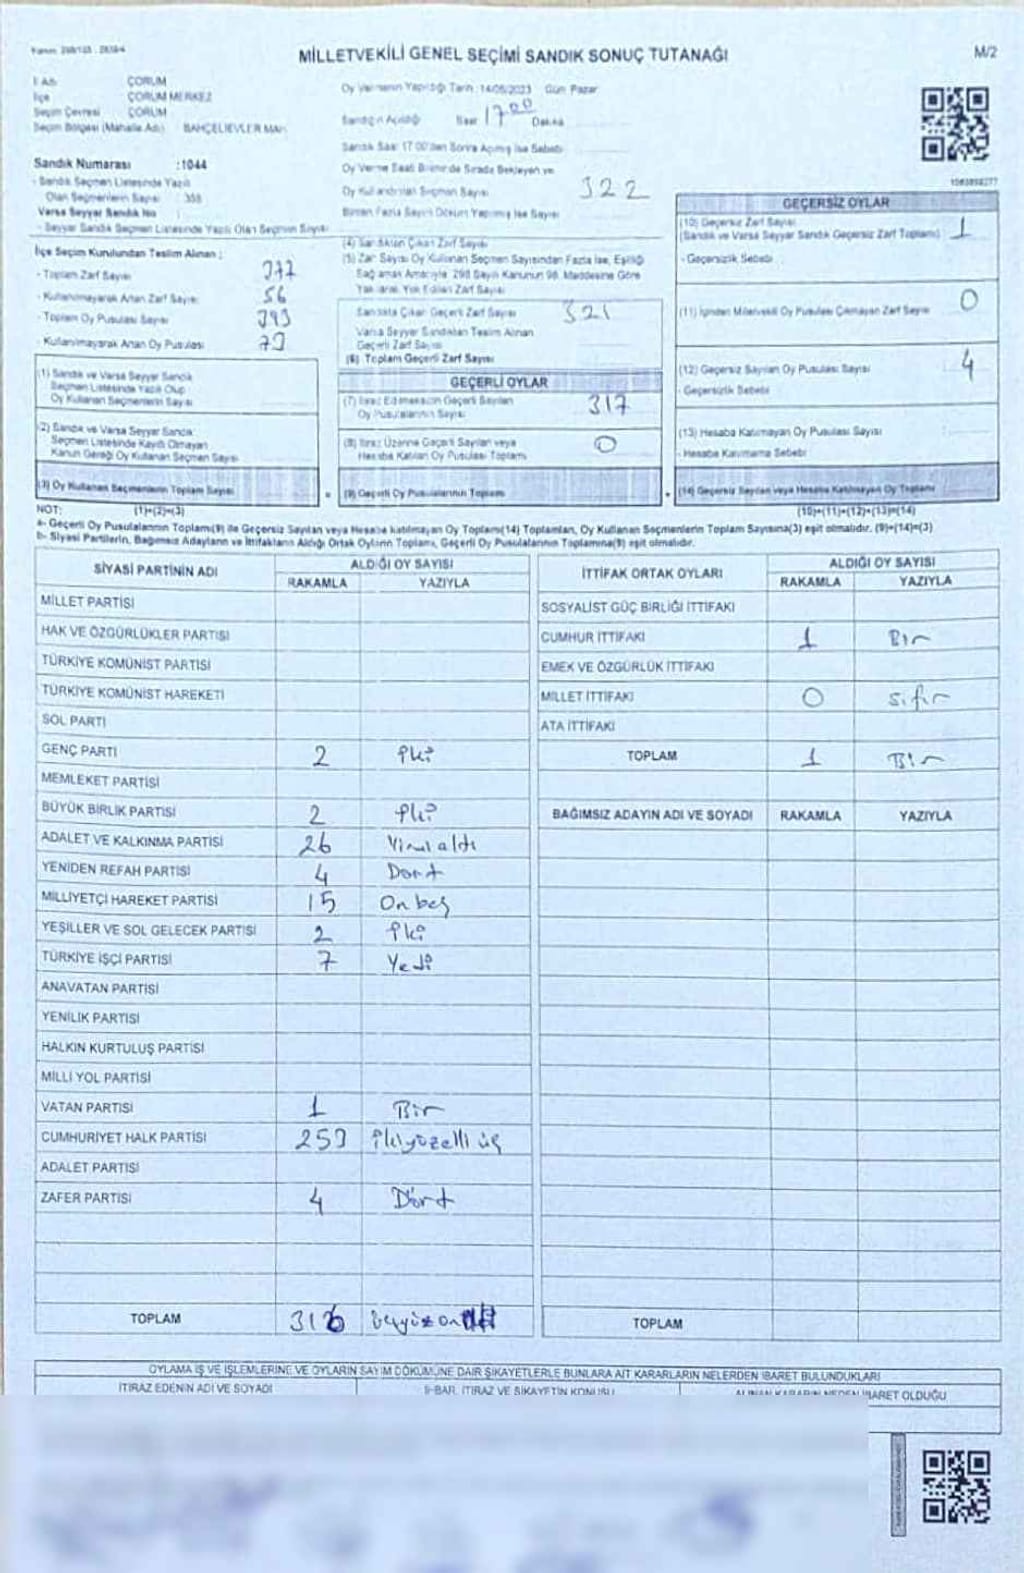 MİLLETVEKİLİ GENEL SEÇİMİ SANDIK SONUÇ TUTANAĞI
M/2
İl Adı ÇORUM
İlçe ÇORUM MERKEZ
Seçim Çevresi ÇORUM
Seçim Bölgesi (Mahalle Adı) BAHÇELİEVLER MAH.
Sandık Numarası :1044
- Sandık Seçmen Listesinde Yazılı
Olan Seçmenlerin Sayısı 358
Varsa Seyyar Sandık No
- Seyyar Sandık Seçmen Listesinde Yazılı Olan Seçmen Sayısı
İlçe Seçim Kurulundan Teslim Alınan :
- Toplam Zarf Sayısı 377
- Kullanılmayarak Artan Zarf Sayısı 56
- Toplam Oy Pusulası Sayısı 393
- Kullanılmayarak Artan Oy Pusulası 73
(1) Sandık ve Varsa Seyyar Sandık
Seçmen Listesinde Yazılı Olup
Oy Kullanan Seçmenlerin Sayısı
(2) Sandık ve Varsa Seyyar Sandık
Seçmen Listesinde Kayıtlı Olmayan
Kanun Gereği Oy Kullanan Seçmen Sayısı
(3) Oy Kullanan Seçmenlerin Toplam Sayısı
Oy Vermenin Yapıldığı Tarih : 14/05/2023 Gün Pazar
Sandığın Açıldığı Saat 17 00 Dakika
Sandık Saat 17:00'den Sonra Açılmış İse Sebebi
Oy Verme Saati Bitiminde Sırada Bekleyen ve
Oy Kullandırılan Seçmen Sayısı 322
Birden Fazla Sayım Döküm Yapılmış İse Sayısı
(4) Sandıktan Çıkan Zarf Sayısı
(5) Zarf Sayısı Oy Kullanan Seçmen Sayısından Fazla İse, Eşitliği
Sağlamak Amacıyla 298 Sayılı Kanunun 98. Maddesine Göre
Yakılarak Yok Edilen Zarf Sayısı
Sandıkta Çıkan Geçerli Zarf Sayısı 321
Varsa Seyyar Sandıktan Teslim Alınan
Geçerli Zarf Sayısı
(6) Toplam Geçerli Zarf Sayısı
GEÇERLİ OYLAR
(7) İtiraz Edilmeksizin Geçerli Sayılan
Oy Pusulalarının Sayısı 317
(8) İtiraz Üzerine Geçerli Sayılan veya
Hesaba Katılan Oy Pusulası Toplamı 0
(9) Geçerli Oy Pusulalarının Toplamı
GEÇERSİZ OYLAR
(10) Geçersiz Zarf Sayısı 1
(Sandık ve Varsa Seyyar Sandık Geçersiz Zarf Toplamı)
- Geçersizlik Sebebi
(11) İçinden Milletvekili Oy Pusulası Çıkmayan Zarf Sayısı 0
(12) Geçersiz Sayılan Oy Pusulası Sayısı 4
- Geçersizlik Sebebi
(13) Hesaba Katılmayan Oy Pusulası Sayısı
- Hesaba Katılmama Sebebi
(14) Geçersiz Sayılan veya Hesaba Katılmayan Oy Toplamı
NOT: (1)+(2)=(3) (10)+(11)+(12)+(13)=(14)
a- Geçerli Oy Pusulalarının Toplamı(9) ile Geçersiz Sayılan veya Hesaba katılmayan Oy Toplamı(14) Toplamları, Oy Kullanan Seçmenlerin Toplam Sayısına(3) eşit olmalıdır. (9)+(14)=(3)
b- Siyasi Partilerin, Bağımsız Adayların ve İttifakların Aldığı Ortak Oyların Toplamı, Geçerli Oy Pusulalarının Toplamına(9) eşit olmalıdır.
SİYASİ PARTİNİN ADI ALDIĞI OY SAYISI
RAKAMLA YAZIYLA
MİLLET PARTİSİ
HAK VE ÖZGÜRLÜKLER PARTİSİ
TÜRKİYE KOMÜNİST PARTİSİ
TÜRKİYE KOMÜNİST HAREKETİ
SOL PARTİ
GENÇ PARTİ 2 İki
MEMLEKET PARTİSİ
BÜYÜK BİRLİK PARTİSİ 2 İki
ADALET VE KALKINMA PARTİSİ 26 Yirmi altı
YENİDEN REFAH PARTİSİ 4 Dört
MİLLİYETÇİ HAREKET PARTİSİ 15 On beş
YEŞİLLER VE SOL GELECEK PARTİSİ 2 İki
TÜRKİYE İŞÇİ PARTİSİ 7 Yedi
ANAVATAN PARTİSİ
YENİLİK PARTİSİ
HALKIN KURTULUŞ PARTİSİ
MİLLİ YOL PARTİSİ
VATAN PARTİSİ 1 Bir
CUMHURİYET HALK PARTİSİ 253 İkiyüzelli üç
ADALET PARTİSİ
ZAFER PARTİSİ 4 Dört
TOPLAM 316 üçyüz on
İTTİFAK ORTAK OYLARI ALDIĞI OY SAYISI
RAKAMLA YAZIYLA
SOSYALİST GÜÇ BİRLİĞİ İTTİFAKI
CUMHUR İTTİFAKI 1 Bir
EMEK VE ÖZGÜRLÜK İTTİFAKI
MİLLET İTTİFAKI 0 Sıfır
ATA İTTİFAKI
TOPLAM 1 Bir
BAĞIMSIZ ADAYIN ADI VE SOYADI RAKAMLA YAZIYLA
TOPLAM
OYLAMA İŞ VE İŞLEMLERİNE VE OYLARIN SAYIM DÖKÜMÜNE DAİR ŞİKAYETLERLE BUNLARA AİT KARARLARIN NELERDEN İBARET BULUNDUKLARI
İTİRAZ EDENİN ADI VE SOYADI İHBAR, İTİRAZ VE ŞİKAYETİN KONUSU ALINAN KARARIN NEDEN İBARET OLDUĞU